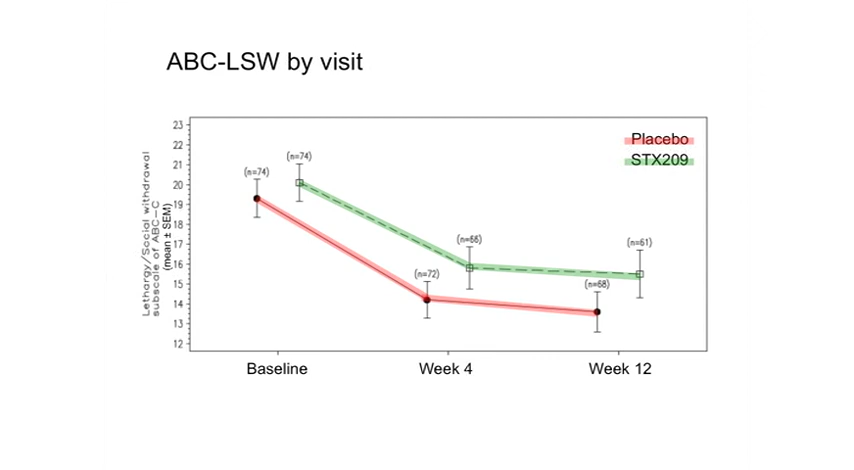 ABC-LSW by visit
Lethargy/Social withdrawal
subscale of ABC-C
(mean ± SEM)
23
22
21
20
19
18
17
16
15
14
13
12
Placebo
STX209
(n=74)
(n=74)
(n=66)
(n=72)
(n=61)
(n=68)
Baseline
Week 4
Week 12